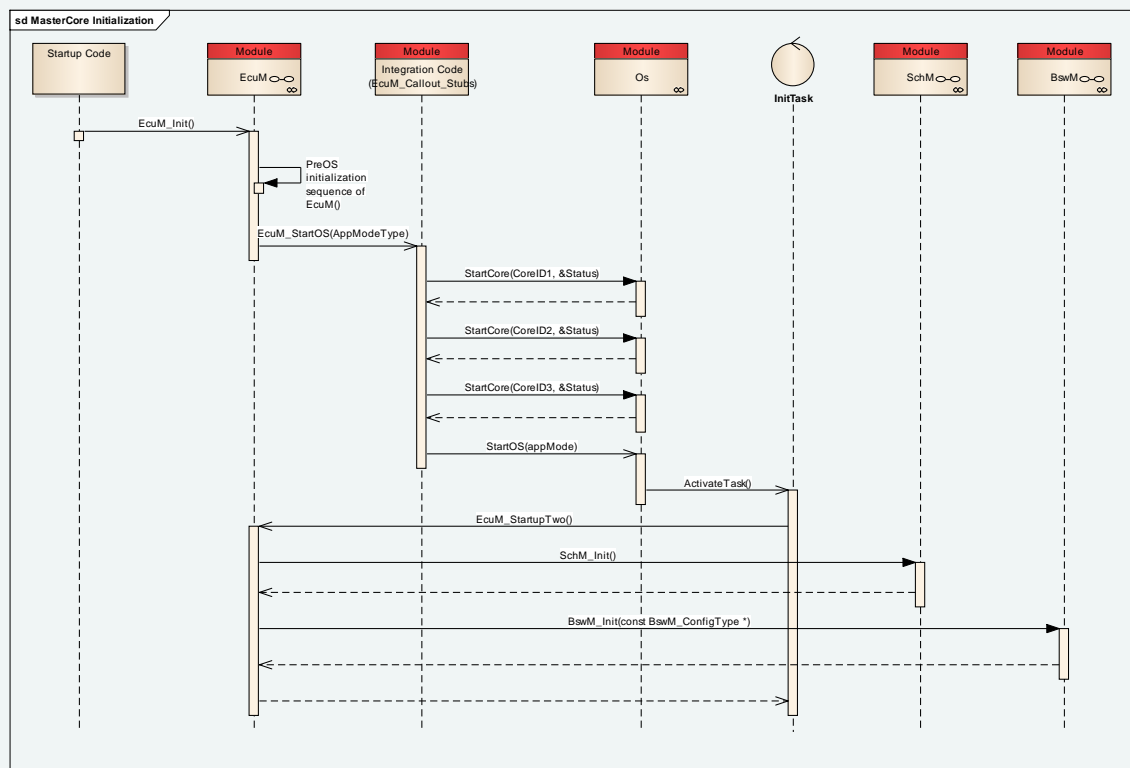 sd MasterCore Initialization
Startup Code
Module
EcuM
Module
Integration Code
(EcuM_Callout_Stubs)
Module
Os
InitTask
Module
SchM
Module
BswM
EcuM_Init()
PreOS
initialization
sequence of
EcuM()
EcuM_StartOS(AppModeType)
StartCore(CoreID1, &Status)
StartCore(CoreID2, &Status)
StartCore(CoreID3, &Status)
StartOS(appMode)
ActivateTask()
EcuM_StartupTwo()
SchM_Init()
BswM_Init(const BswM_ConfigType *)